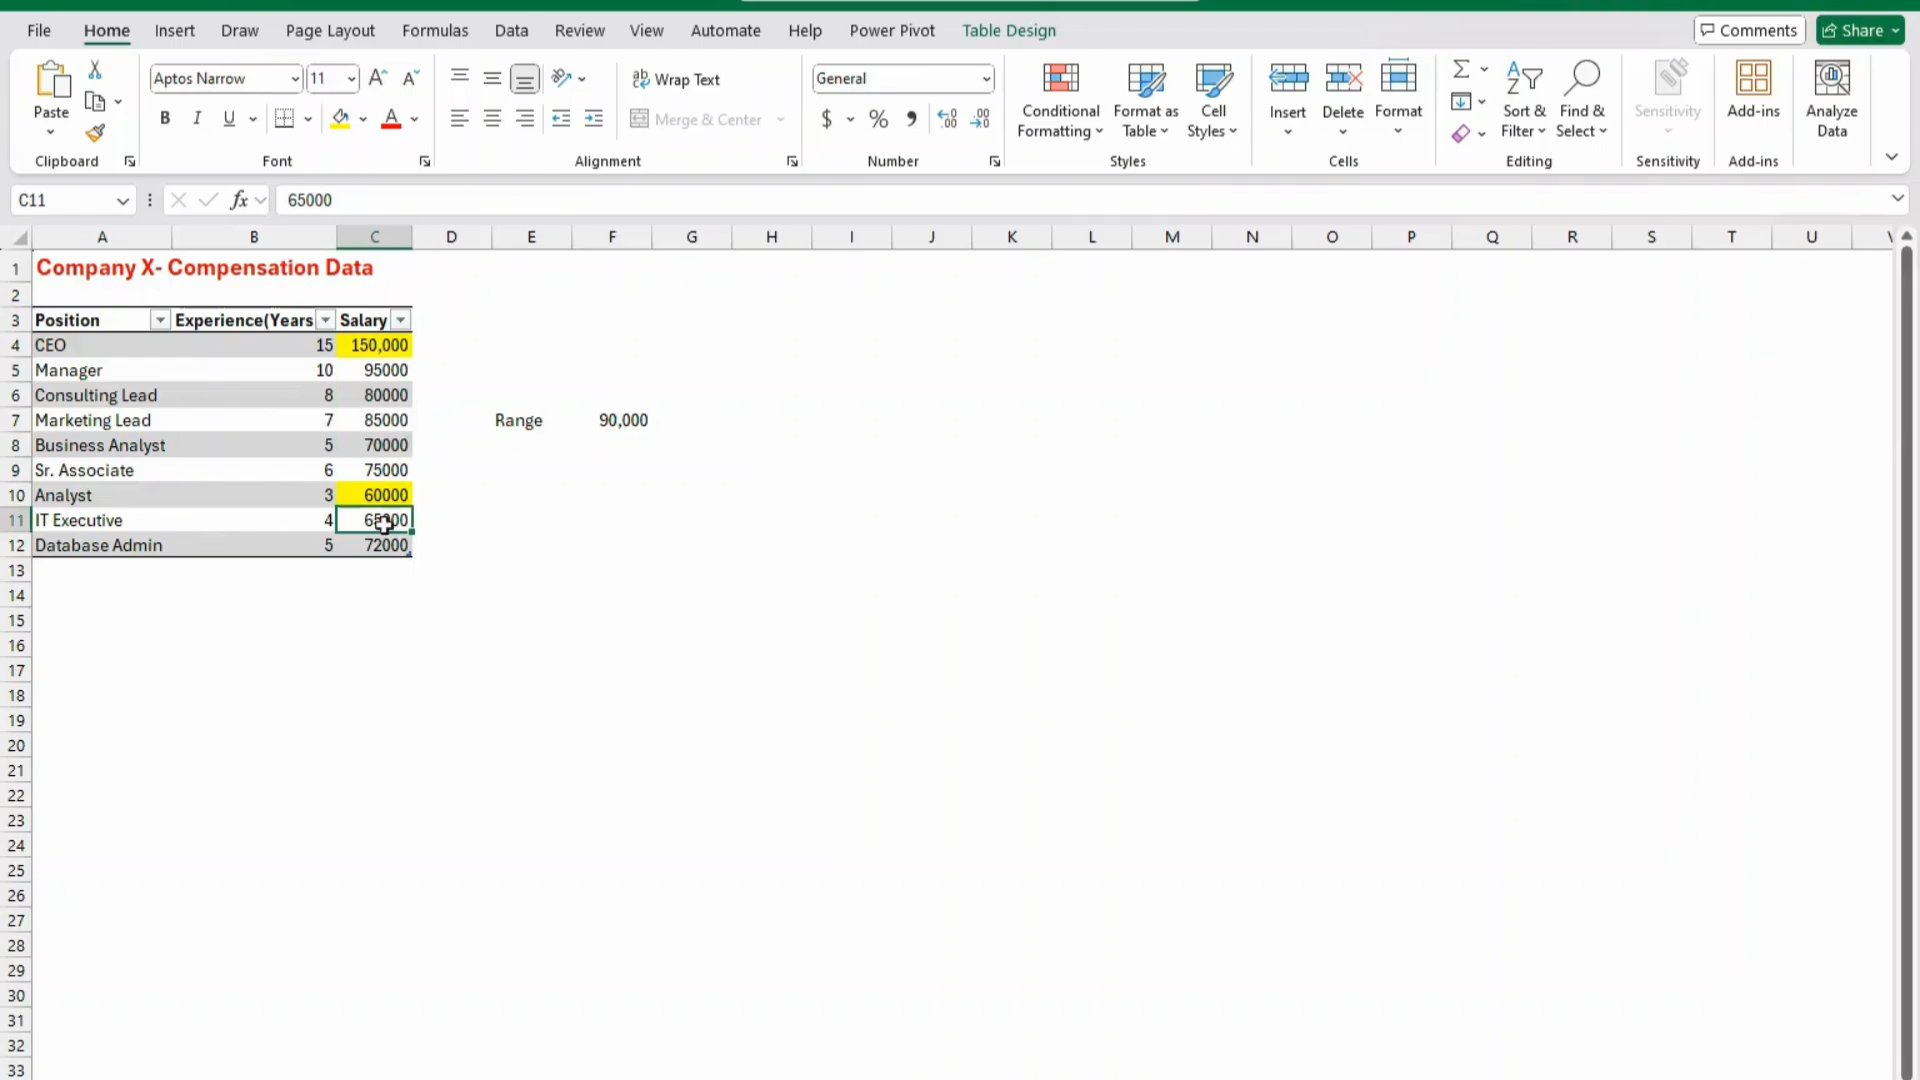 File Home Insert Draw Page Layout Formulas Data Review View Automate Help Power Pivot Table Design Comments Share
Paste
Clipboard
Aptos Narrow 11
B I U
Font
Wrap Text
Merge & Center
Alignment
General
$ % 9
Number
Conditional Formatting
Format as Table
Cell Styles
Styles
Insert Delete Format
Cells
Sort & Filter
Find & Select
Editing
Sensitivity
Sensitivity
Add-ins
Add-ins
Analyze Data
C11 fx 65000
A B C D E F G H I J K L M N O P Q R S T U
1 Company X- Compensation Data
2
3 Position Experience(Years Salary
4 CEO 15 150,000
5 Manager 10 95000
6 Consulting Lead 8 80000
7 Marketing Lead 7 85000 Range 90,000
8 Business Analyst 5 70000
9 Sr. Associate 6 75000
10 Analyst 3 60000
11 IT Executive 4 65000
12 Database Admin 5 72000
13
14
15
16
17
18
19
20
21
22
23
24
25
26
27
28
29
30
31
32
33